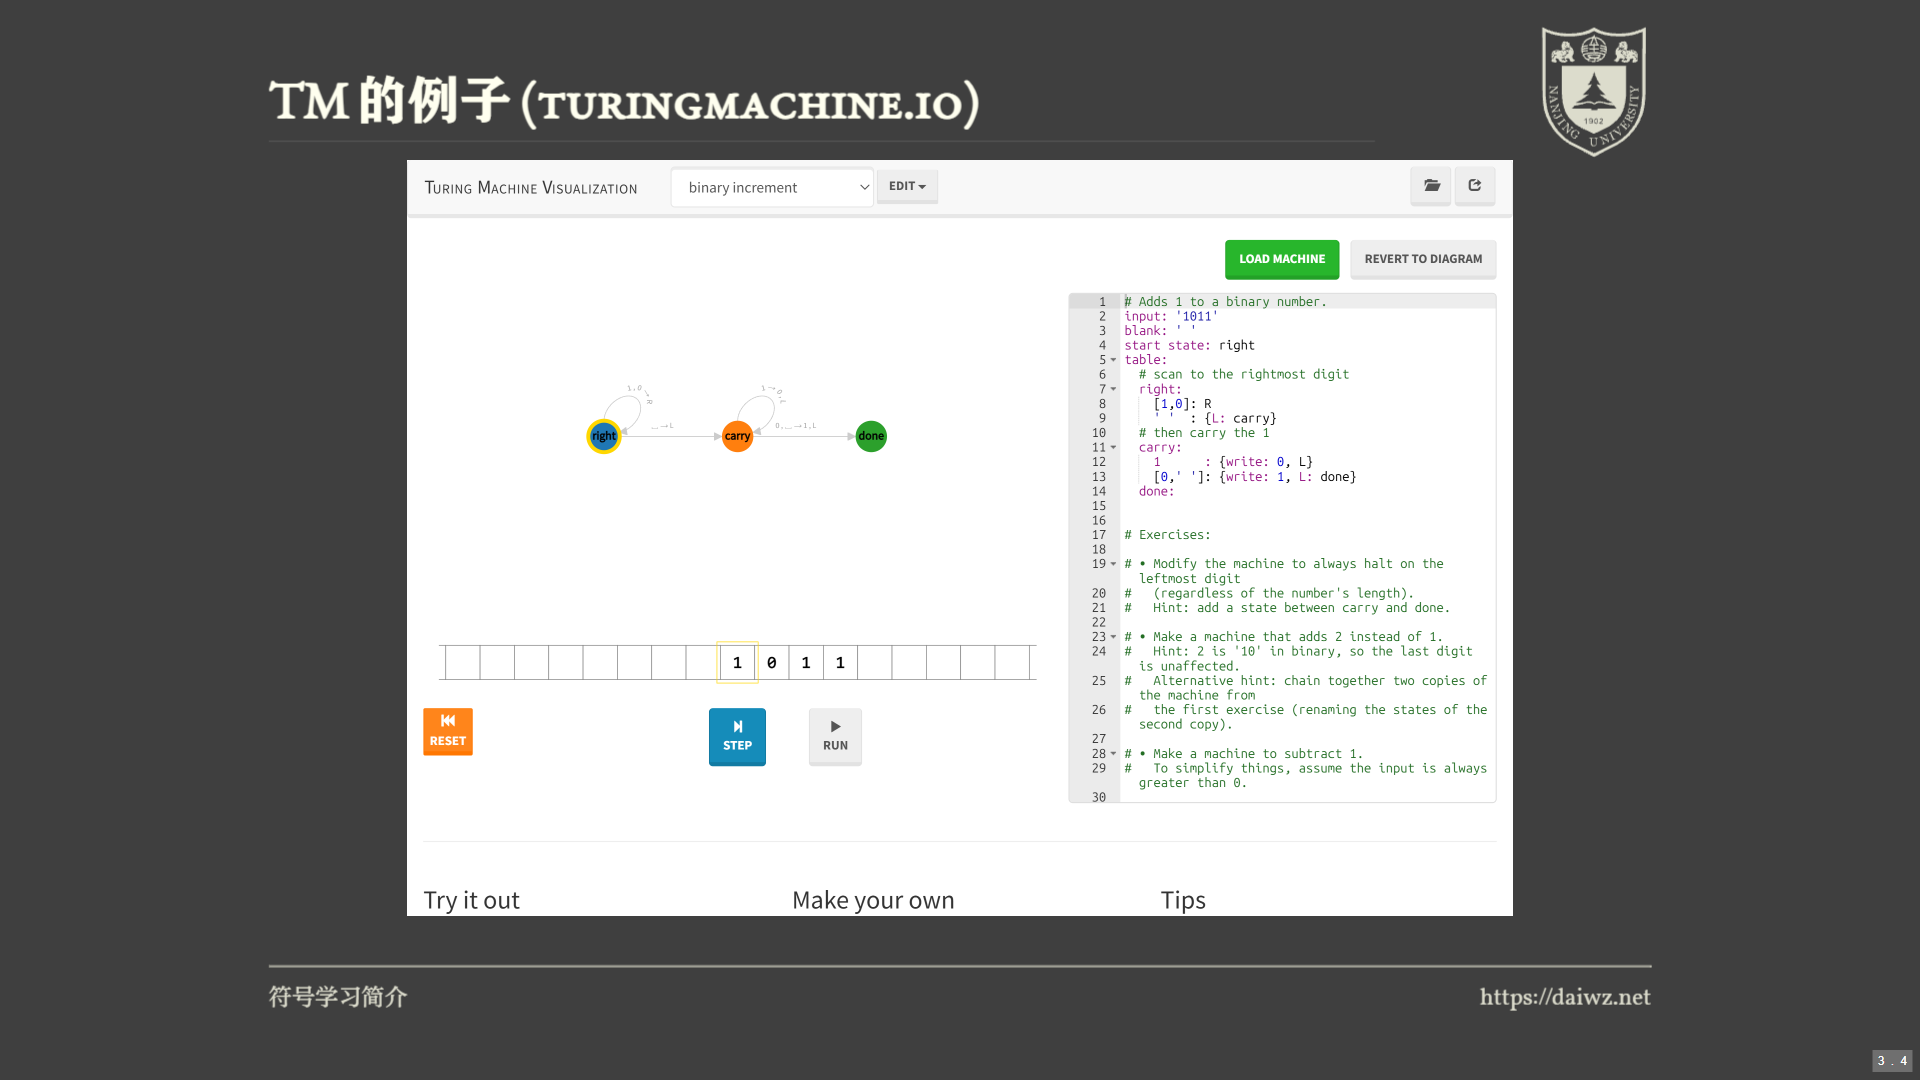 TM 的例子 (TURINGMACHINE.IO)
NANJING UNIVERSITY
1902
TURING MACHINE VISUALIZATION
binary increment
EDIT
LOAD MACHINE
REVERT TO DIAGRAM
1,0→R
right
␣→L
1→0,L
carry
0,␣→1,L
done
1 0 1 1
RESET
STEP
RUN
1 # Adds 1 to a binary number.
2 input: '1011'
3 blank: ' '
4 start state: right
5 table:
6 # scan to the rightmost digit
7 right:
8 [1,0]: R
9 ' ' : {L: carry}
10 # then carry the 1
11 carry:
12 1 : {write: 0, L}
13 [0,' ']: {write: 1, L: done}
14 done:
15
16
17 # Exercises:
18
19 # • Modify the machine to always halt on the
leftmost digit
20 # (regardless of the number's length).
21 # Hint: add a state between carry and done.
22
23 # • Make a machine that adds 2 instead of 1.
24 # Hint: 2 is '10' in binary, so the last digit
is unaffected.
25 # Alternative hint: chain together two copies of
the machine from
26 # the first exercise (renaming the states of the
second copy).
27
28 # • Make a machine to subtract 1.
29 # To simplify things, assume the input is always
greater than 0.
30
Try it out
Make your own
Tips
符号学习简介
https://daiwz.net
3 . 4